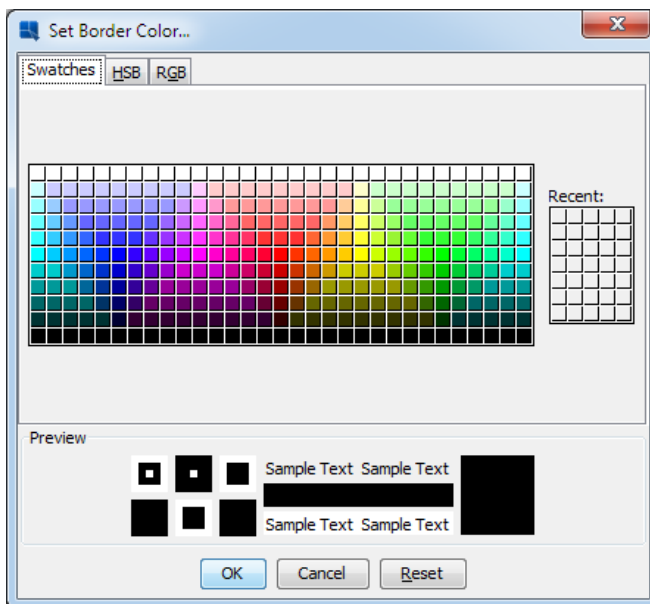 Set Border Color...
Swatches HSB RGB
Recent:
Preview
Sample Text Sample Text
Sample Text Sample Text
OK Cancel Reset